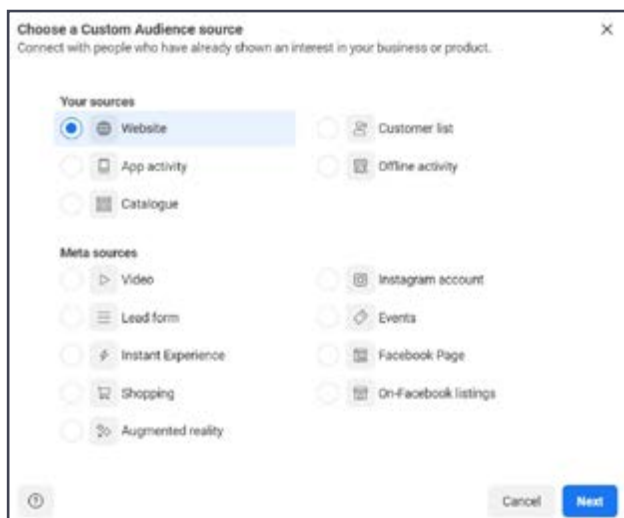 Choose a Custom Audience source
Connect with people who have already shown an interest in your business or product.
Your sources
Website
Customer list
App activity
Offline activity
Catalogue
Meta sources
Video
Instagram account
Lead form
Events
Instant Experience
Facebook Page
Shopping
On-Facebook listings
Augmented reality
Cancel
Next